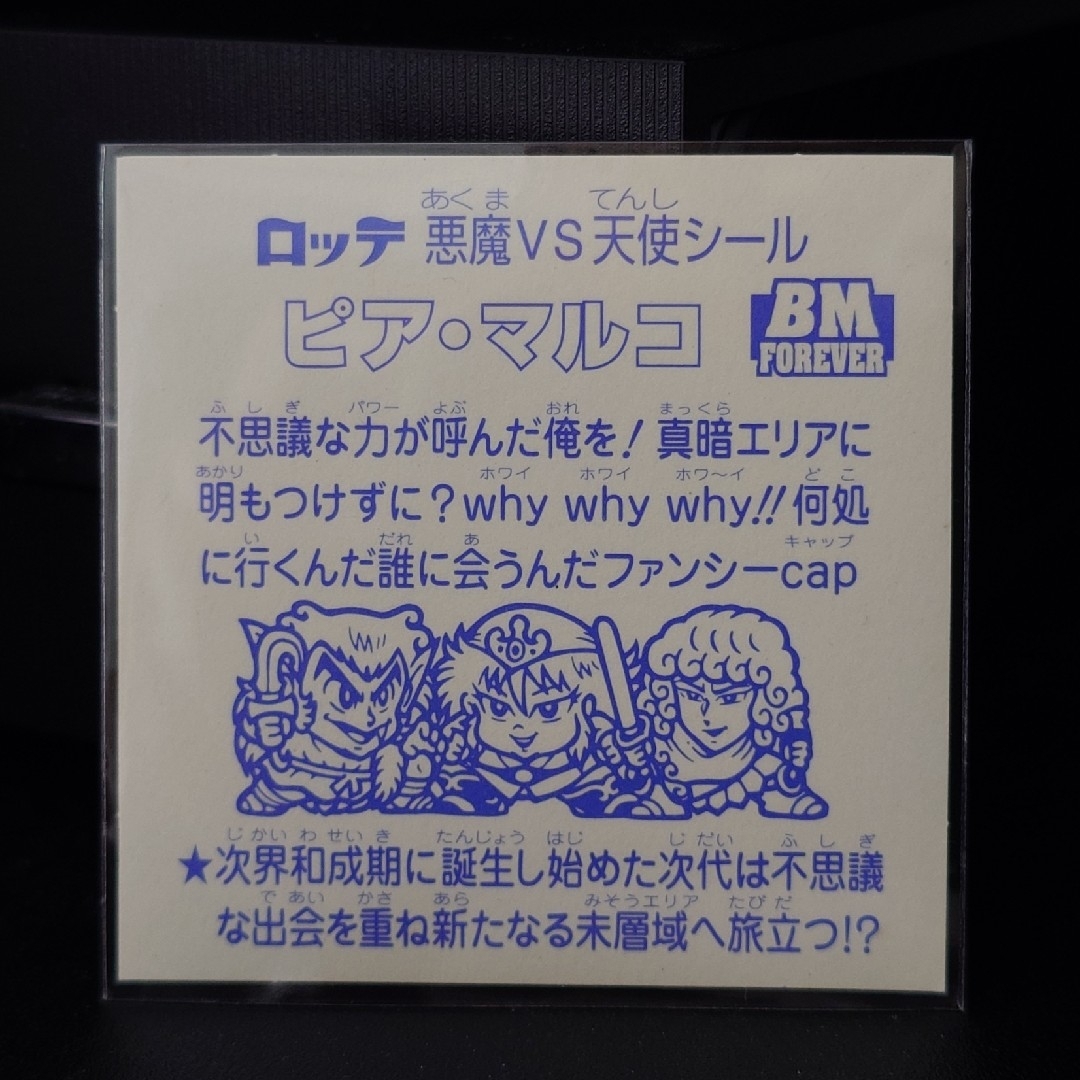 あくま てんし
ロッテ 悪魔VS天使シール
ピア・マルコ
BM
FOREVER
ふしぎ パワー よぶ おれ まっくら
不思議な力が呼んだ俺を！真暗エリアに
あかり ホワイ ホワイ ホワ〜イ どこ
明もつけずに？why why why!!何処
い だれ あ キャップ
に行くんだ誰に会うんだファンシーcap
じかいわせいき たんじょう はじ じだい ふしぎ
★次界和成期に誕生し始めた次代は不思議
であい かさ あら みそうエリア たびだ
な出会を重ね新たなる未層域へ旅立つ!?